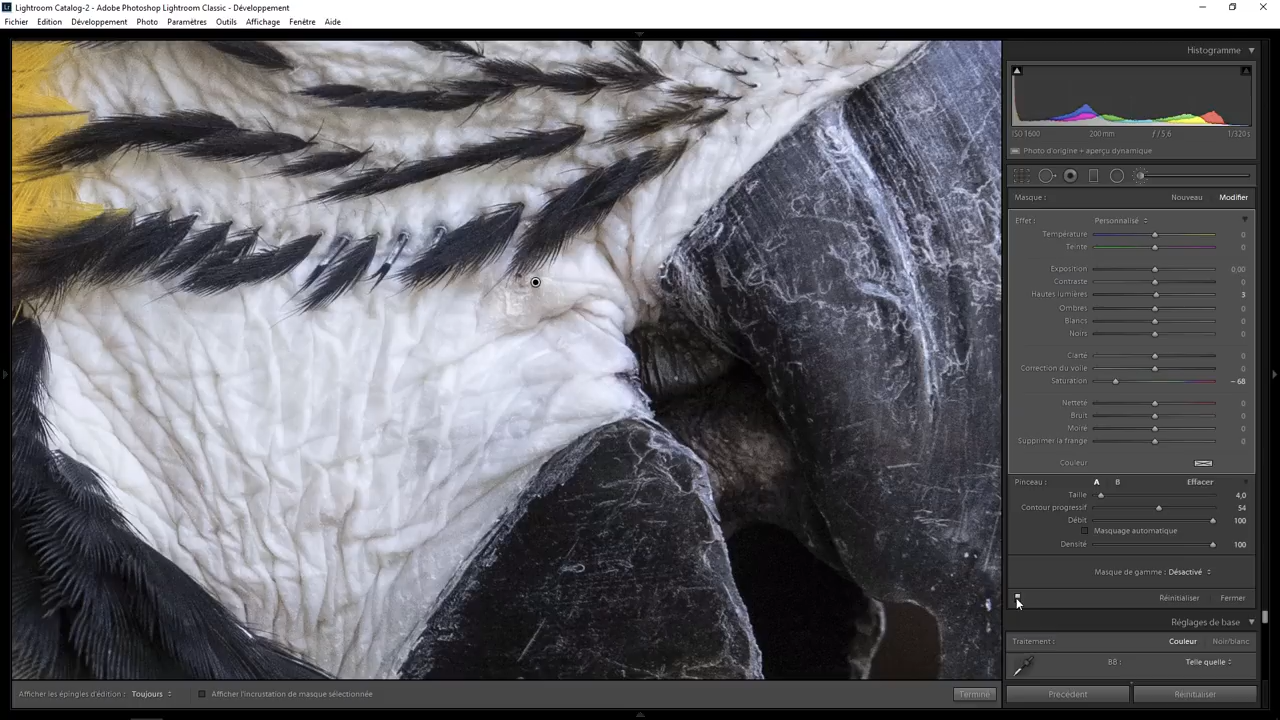 Lightroom Catalog-2 - Adobe Photoshop Lightroom Classic - Développement
Fichier Edition Développement Photo Paramètres Outils Affichage Fenêtre Aide
Histogramme
ISO 1600 200 mm f / 5,6 1/320 s
Photo d'origine + aperçu dynamique
Masque : Nouveau Modifier
Effet : Personnalisé
Température 0
Teinte 0
Exposition 0,00
Contraste 0
Hautes lumières 3
Ombres 0
Blancs 0
Noirs 0
Clarté 0
Correction du voile 0
Saturation – 68
Netteté 0
Bruit 0
Moiré 0
Supprimer la frange 0
Couleur
Pinceau : A B Effacer
Taille 4,0
Contour progressif 54
Débit 100
Masquage automatique
Densité 100
Masque de gamme : Désactivé
Réinitialiser Fermer
Réglages de base
Traitement : Couleur Noir/blanc
BB : Telle quelle
Afficher les épingles d'édition : Toujours Afficher l'incrustation de masque sélectionnée Terminé
Précédent Réinitialiser